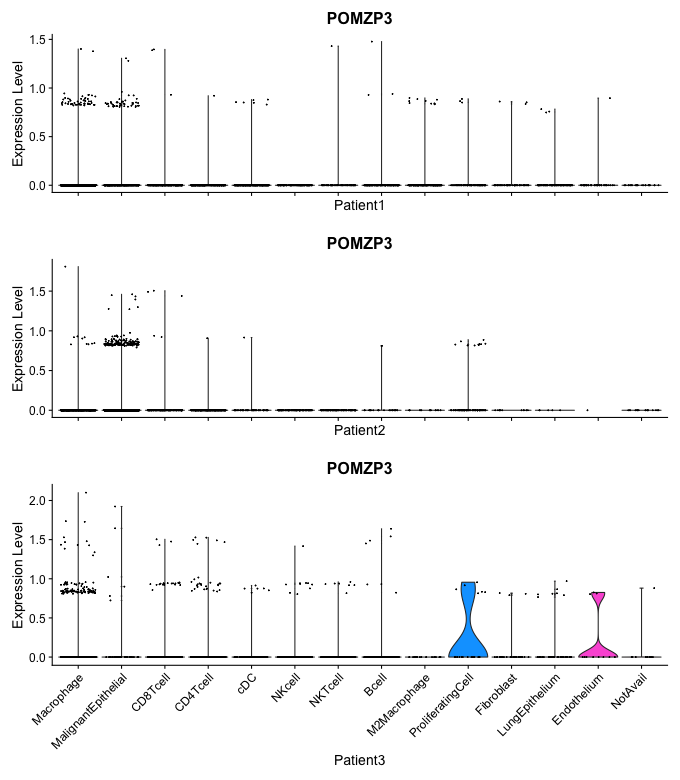 POMZP3
Expression Level
1.5
1.0
0.5
0.0
Patient1
POMZP3
Expression Level
1.5
1.0
0.5
0.0
Patient2
POMZP3
Expression Level
2.0
1.5
1.0
0.5
0.0
Macrophage
MalignantEpithelial
CD8Tcell
CD4Tcell
cDC
NKcell
NKTcell
Bcell
M2Macrophage
ProliferatingCell
Fibroblast
LungEpithelium
Endothelium
NotAvail
Patient3